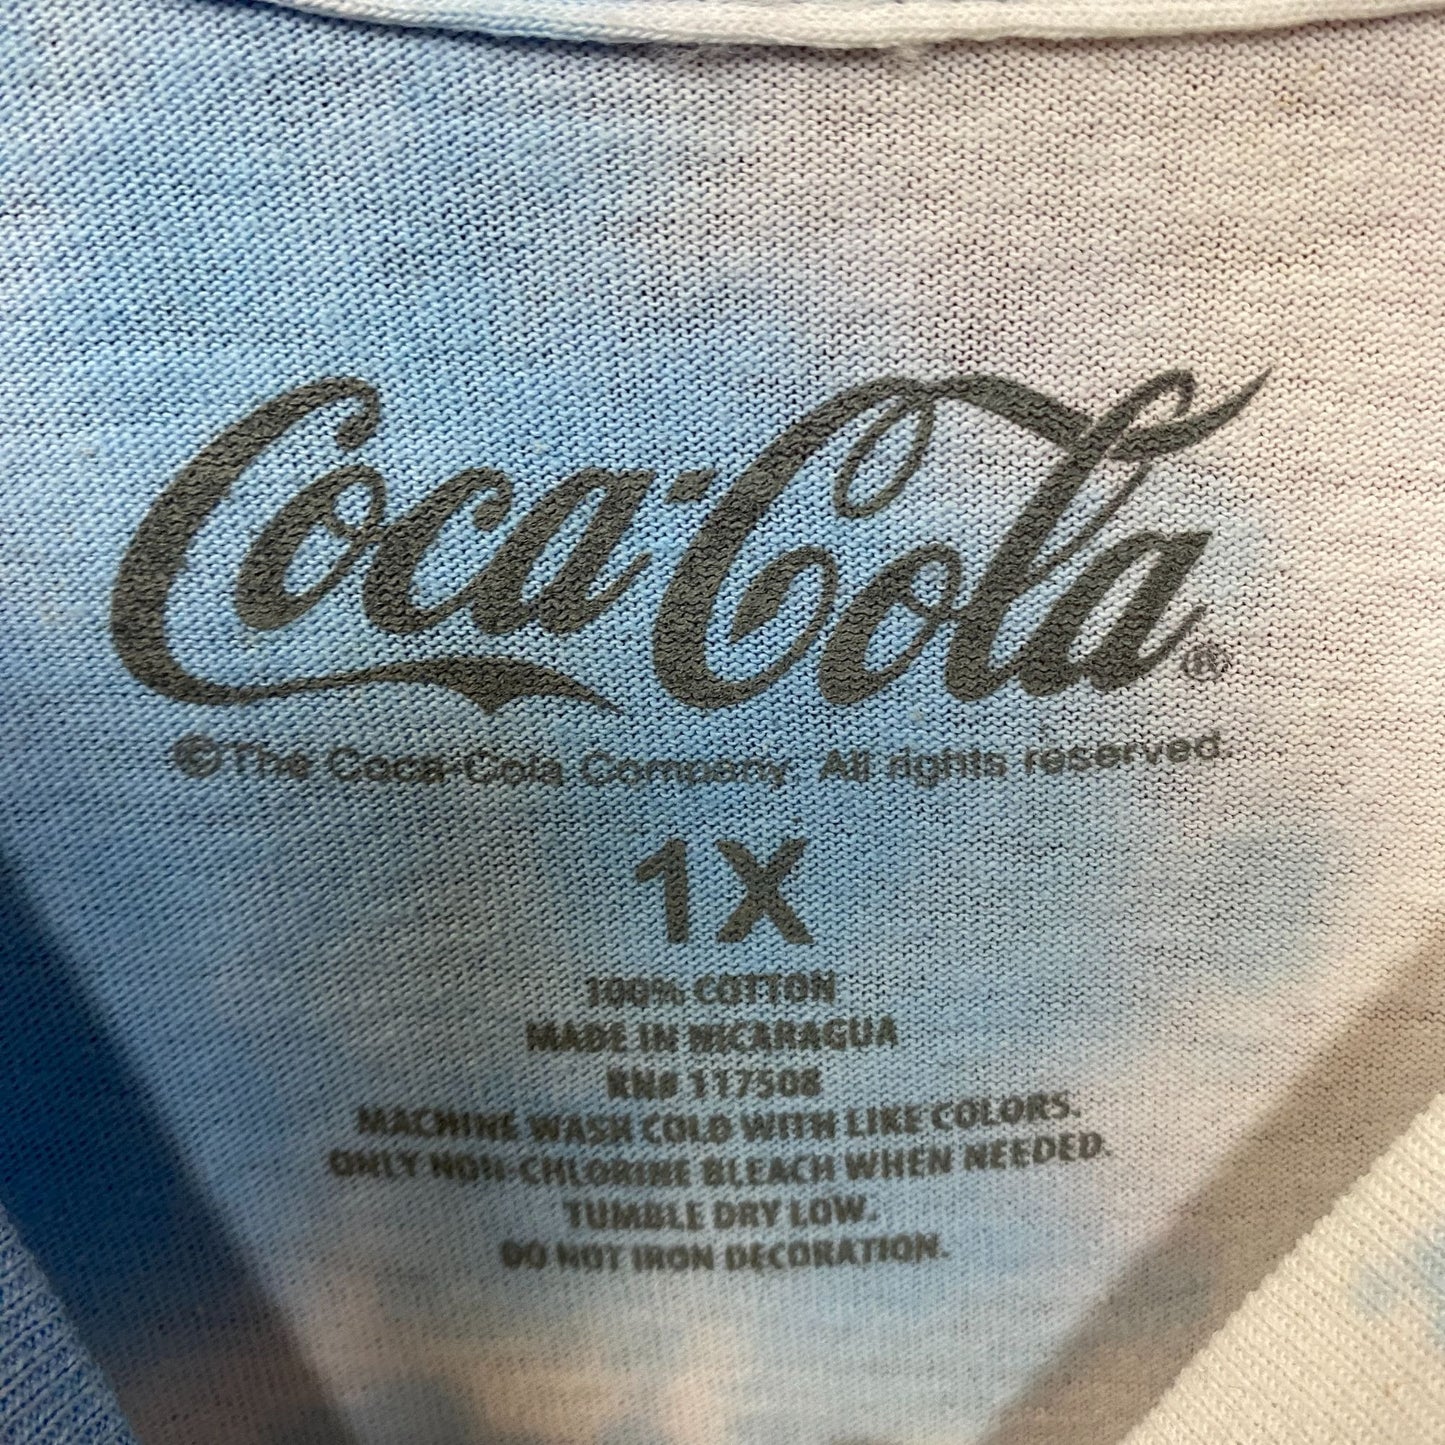 Coca-Cola®
©The Coca-Cola Company. All rights reserved.
1X
100% COTTON
MADE IN NICARAGUA
RN# 117508
MACHINE WASH COLD WITH LIKE COLORS.
ONLY NON-CHLORINE BLEACH WHEN NEEDED.
TUMBLE DRY LOW.
DO NOT IRON DECORATION.